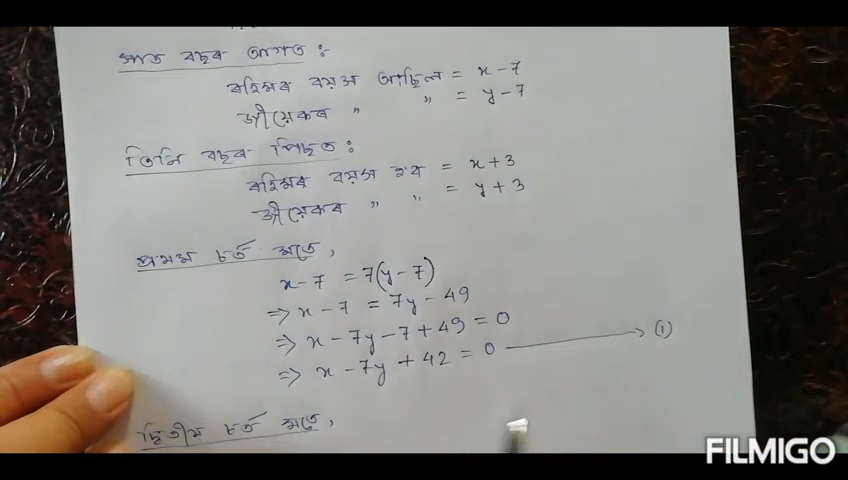 সাত বছৰ আগত :
ৰহিমৰ বয়স আছিল = x - 7
জীয়েকৰ " " = y - 7
তিনি বছৰ পিছত :
ৰহিমৰ বয়স হব = x + 3
জীয়েকৰ " " = y + 3
প্ৰথম চৰ্ত মতে,
x - 7 = 7(y - 7)
⇒ x - 7 = 7y - 49
⇒ x - 7y - 7 + 49 = 0
⇒ x - 7y + 42 = 0 → (1)
দ্বিতীয় চৰ্ত মতে,
FILMIGO